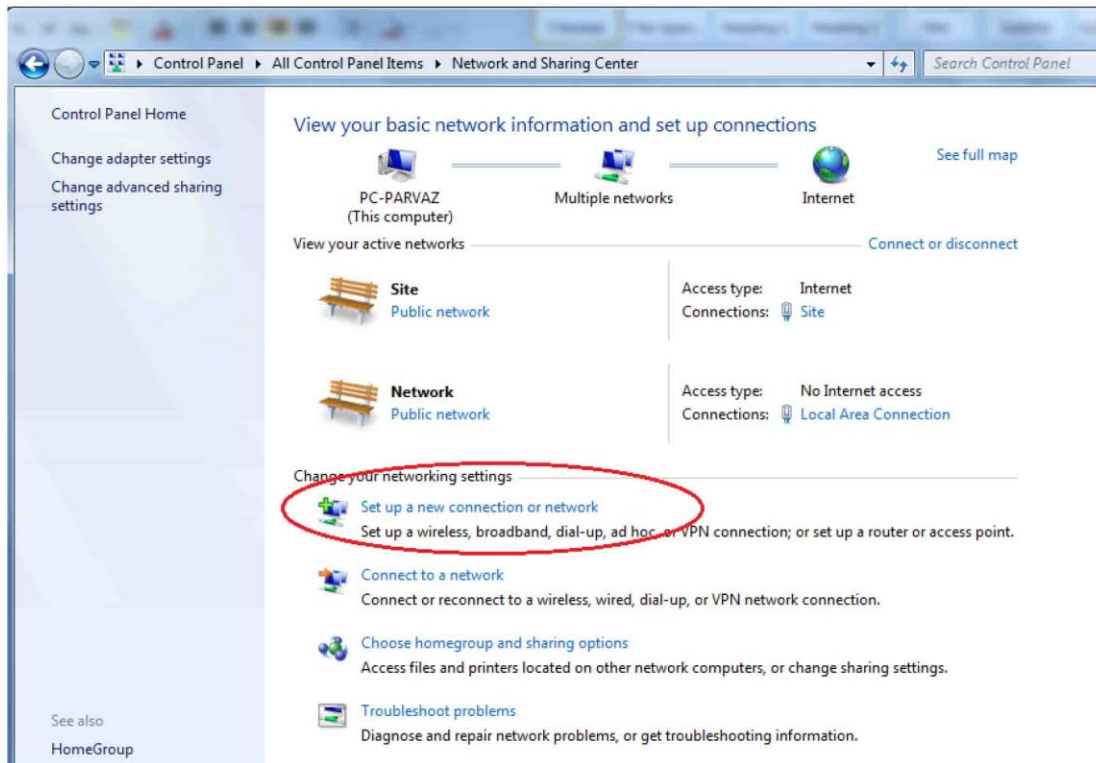 Control Panel ▸ All Control Panel Items ▸ Network and Sharing Center
Search Control Panel
Control Panel Home
Change adapter settings
Change advanced sharing
settings
See also
HomeGroup
View your basic network information and set up connections
See full map
PC-PARVAZ
(This computer)
Multiple networks
Internet
View your active networks
Connect or disconnect
Site
Public network
Access type: Internet
Connections: Site
Network
Public network
Access type: No Internet access
Connections: Local Area Connection
Change your networking settings
Set up a new connection or network
Set up a wireless, broadband, dial-up, ad hoc, or VPN connection; or set up a router or access point.
Connect to a network
Connect or reconnect to a wireless, wired, dial-up, or VPN network connection.
Choose homegroup and sharing options
Access files and printers located on other network computers, or change sharing settings.
Troubleshoot problems
Diagnose and repair network problems, or get troubleshooting information.